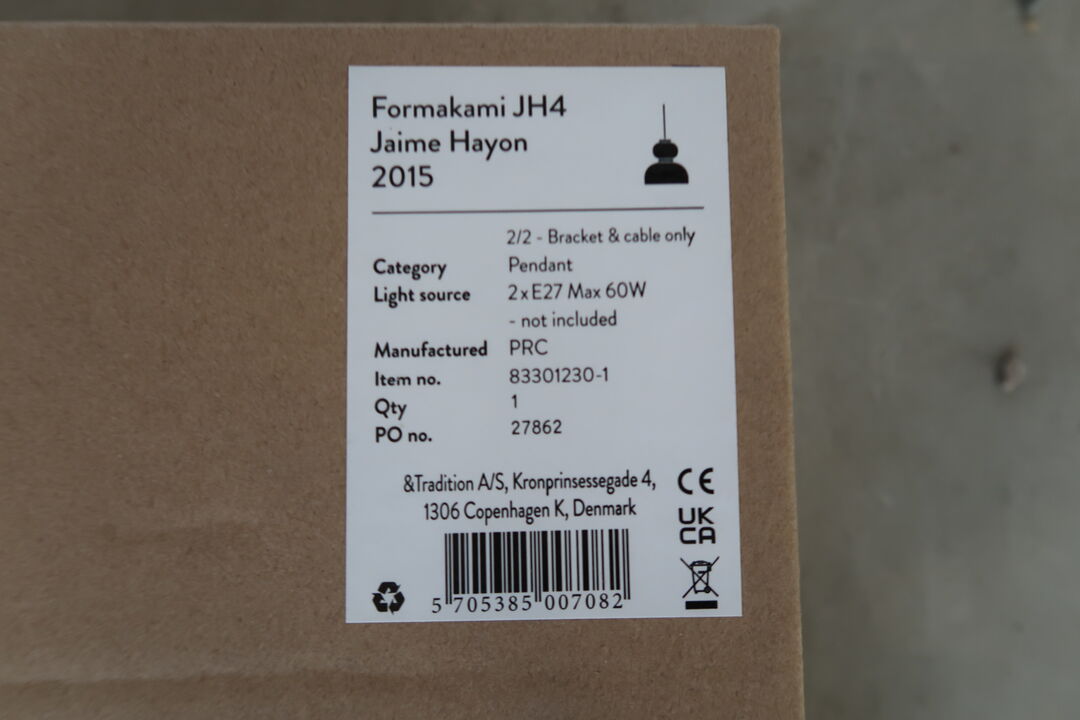 Formakami JH4
Jaime Hayon
2015
2/2 - Bracket & cable only
Category Pendant
Light source 2xE27 Max 60W
- not included
Manufactured PRC
Item no. 83301230-1
Qty 1
PO no. 27862
&Tradition A/S, Kronprinsessegade 4,
1306 Copenhagen K, Denmark
CE
UK
CA
5 705385 007082